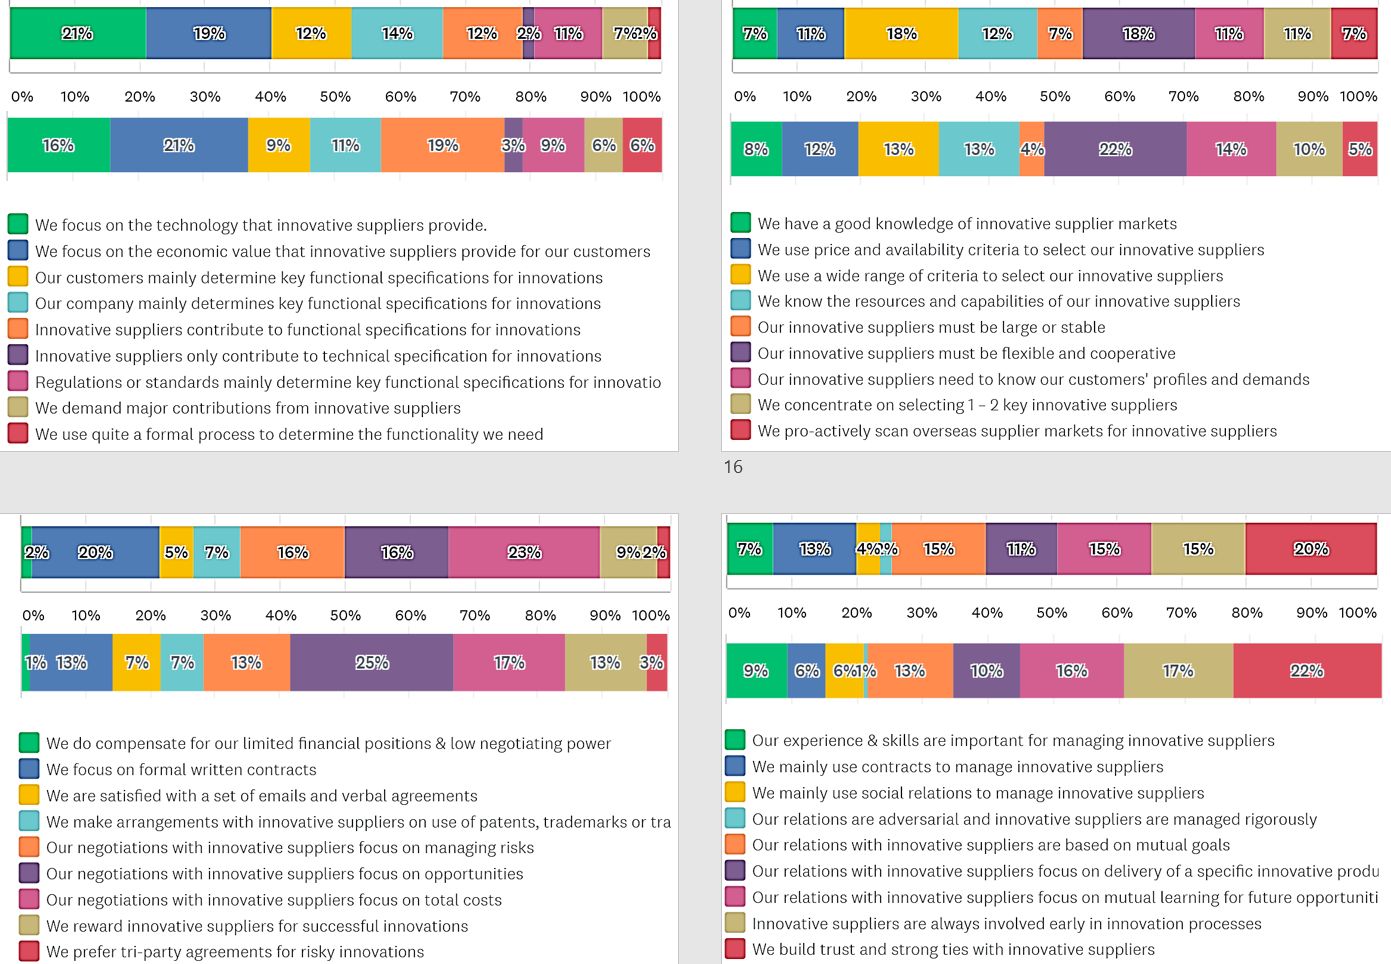 21% 19% 12% 14% 12% 2% 11% 7% 2%
0% 10% 20% 30% 40% 50% 60% 70% 80% 90% 100%
16% 21% 9% 11% 19% 3% 9% 6% 6%
We focus on the technology that innovative suppliers provide.
We focus on the economic value that innovative suppliers provide for our customers
Our customers mainly determine key functional specifications for innovations
Our company mainly determines key functional specifications for innovations
Innovative suppliers contribute to functional specifications for innovations
Innovative suppliers only contribute to technical specification for innovations
Regulations or standards mainly determine key functional specifications for innovatio
We demand major contributions from innovative suppliers
We use quite a formal process to determine the functionality we need
7% 11% 18% 12% 7% 18% 11% 11% 7%
0% 10% 20% 30% 40% 50% 60% 70% 80% 90% 100%
8% 12% 13% 13% 4% 22% 14% 10% 5%
We have a good knowledge of innovative supplier markets
We use price and availability criteria to select our innovative suppliers
We use a wide range of criteria to select our innovative suppliers
We know the resources and capabilities of our innovative suppliers
Our innovative suppliers must be large or stable
Our innovative suppliers must be flexible and cooperative
Our innovative suppliers need to know our customers' profiles and demands
We concentrate on selecting 1 – 2 key innovative suppliers
We pro-actively scan overseas supplier markets for innovative suppliers
16
2% 20% 5% 7% 16% 16% 23% 9% 2%
0% 10% 20% 30% 40% 50% 60% 70% 80% 90% 100%
1% 13% 7% 7% 13% 25% 17% 13% 3%
We do compensate for our limited financial positions & low negotiating power
We focus on formal written contracts
We are satisfied with a set of emails and verbal agreements
We make arrangements with innovative suppliers on use of patents, trademarks or tra
Our negotiations with innovative suppliers focus on managing risks
Our negotiations with innovative suppliers focus on opportunities
Our negotiations with innovative suppliers focus on total costs
We reward innovative suppliers for successful innovations
We prefer tri-party agreements for risky innovations
7% 13% 4% 15% 11% 15% 15% 20%
0% 10% 20% 30% 40% 50% 60% 70% 80% 90% 100%
9% 6% 6% 1% 13% 10% 16% 17% 22%
Our experience & skills are important for managing innovative suppliers
We mainly use contracts to manage innovative suppliers
We mainly use social relations to manage innovative suppliers
Our relations are adversarial and innovative suppliers are managed rigorously
Our relations with innovative suppliers are based on mutual goals
Our relations with innovative suppliers focus on delivery of a specific innovative produ
Our relations with innovative suppliers focus on mutual learning for future opportuniti
Innovative suppliers are always involved early in innovation processes
We build trust and strong ties with innovative suppliers